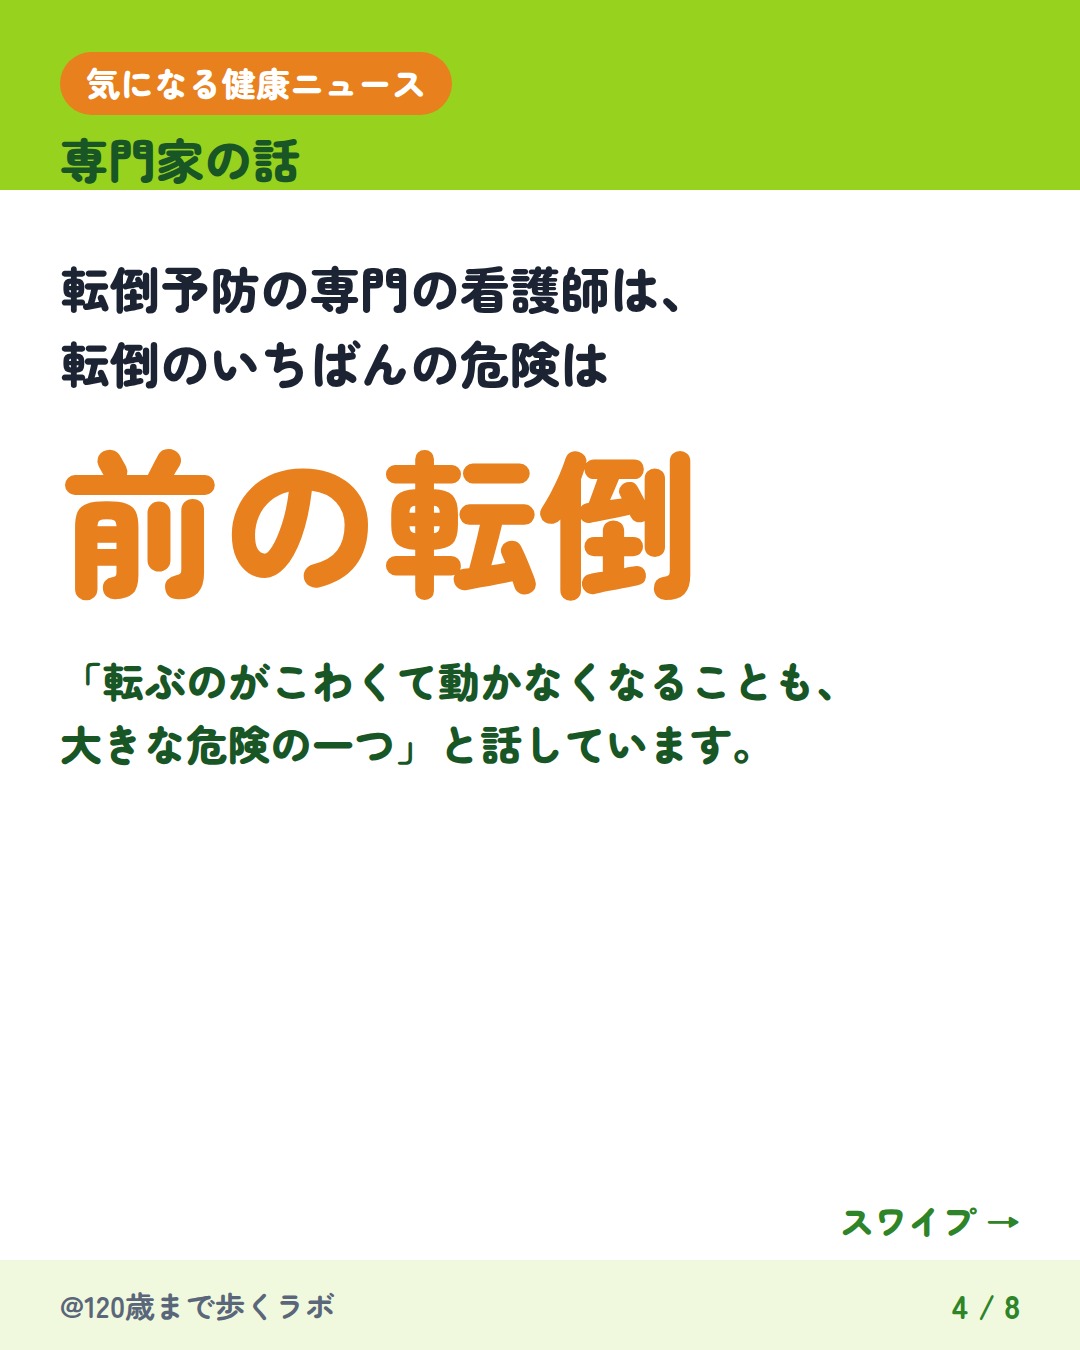 気になる健康ニュース
専門家の話
転倒予防の専門の看護師は、
転倒のいちばんの危険は
前の転倒
「転ぶのがこわくて動かなくなることも、
大きな危険の一つ」と話しています。
スワイプ →
@120歳まで歩くラボ
4 / 8